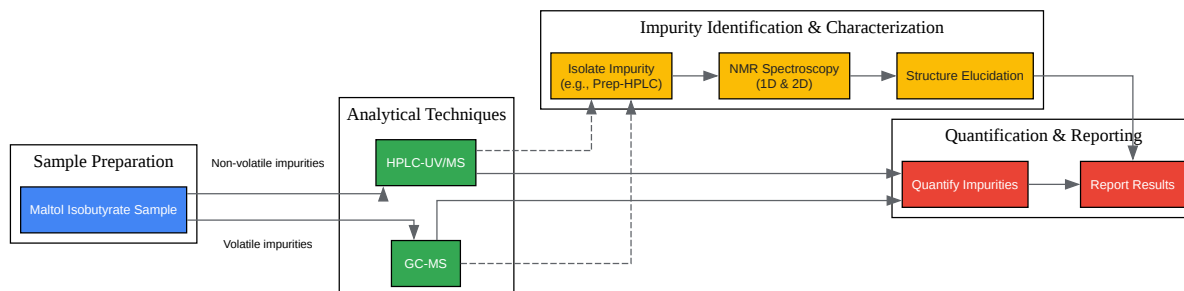 Impurity Identification & Characterization
Isolate Impurity
(e.g., Prep-HPLC)
NMR Spectroscopy
(1D & 2D)
Structure Elucidation
Analytical Techniques
HPLC-UV/MS
GC-MS
Quantification & Reporting
Quantify Impurities
Report Results
Sample Preparation
Maltol Isobutyrate Sample
Non-volatile impurities
Volatile impurities